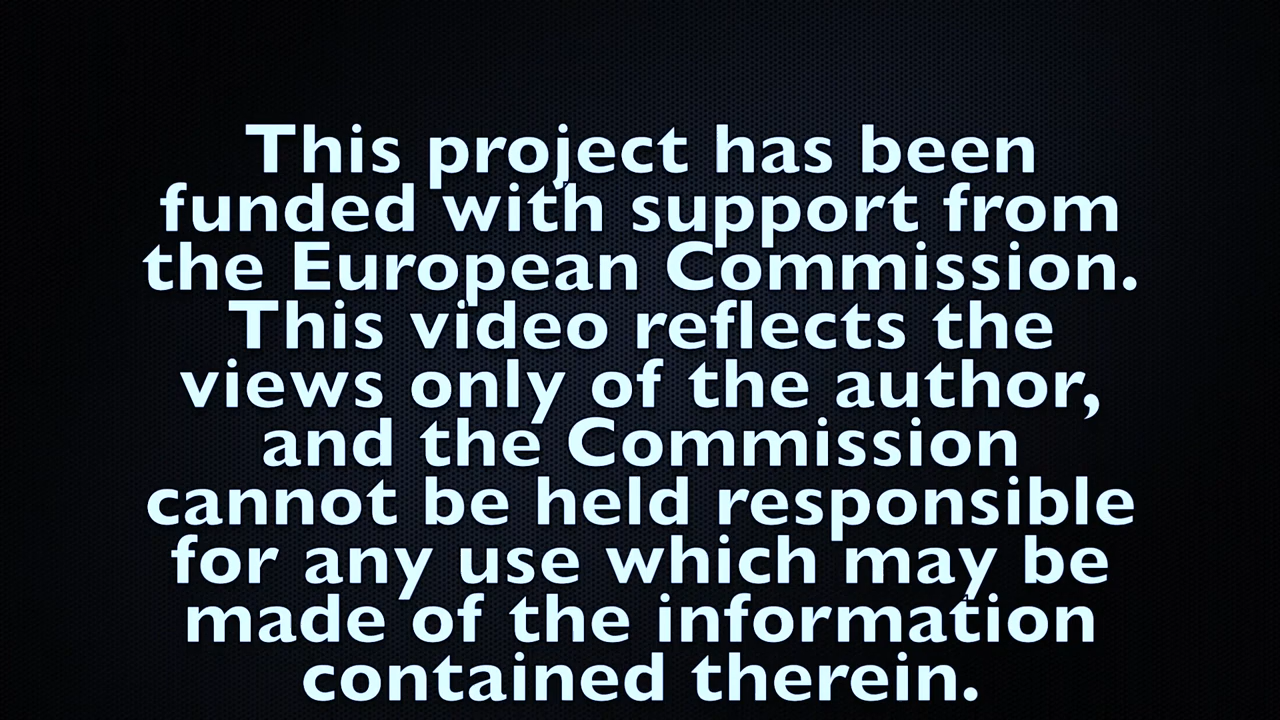 This project has been
funded with support from
the European Commission.
This video reflects the
views only of the author,
and the Commission
cannot be held responsible
for any use which may be
made of the information
contained therein.